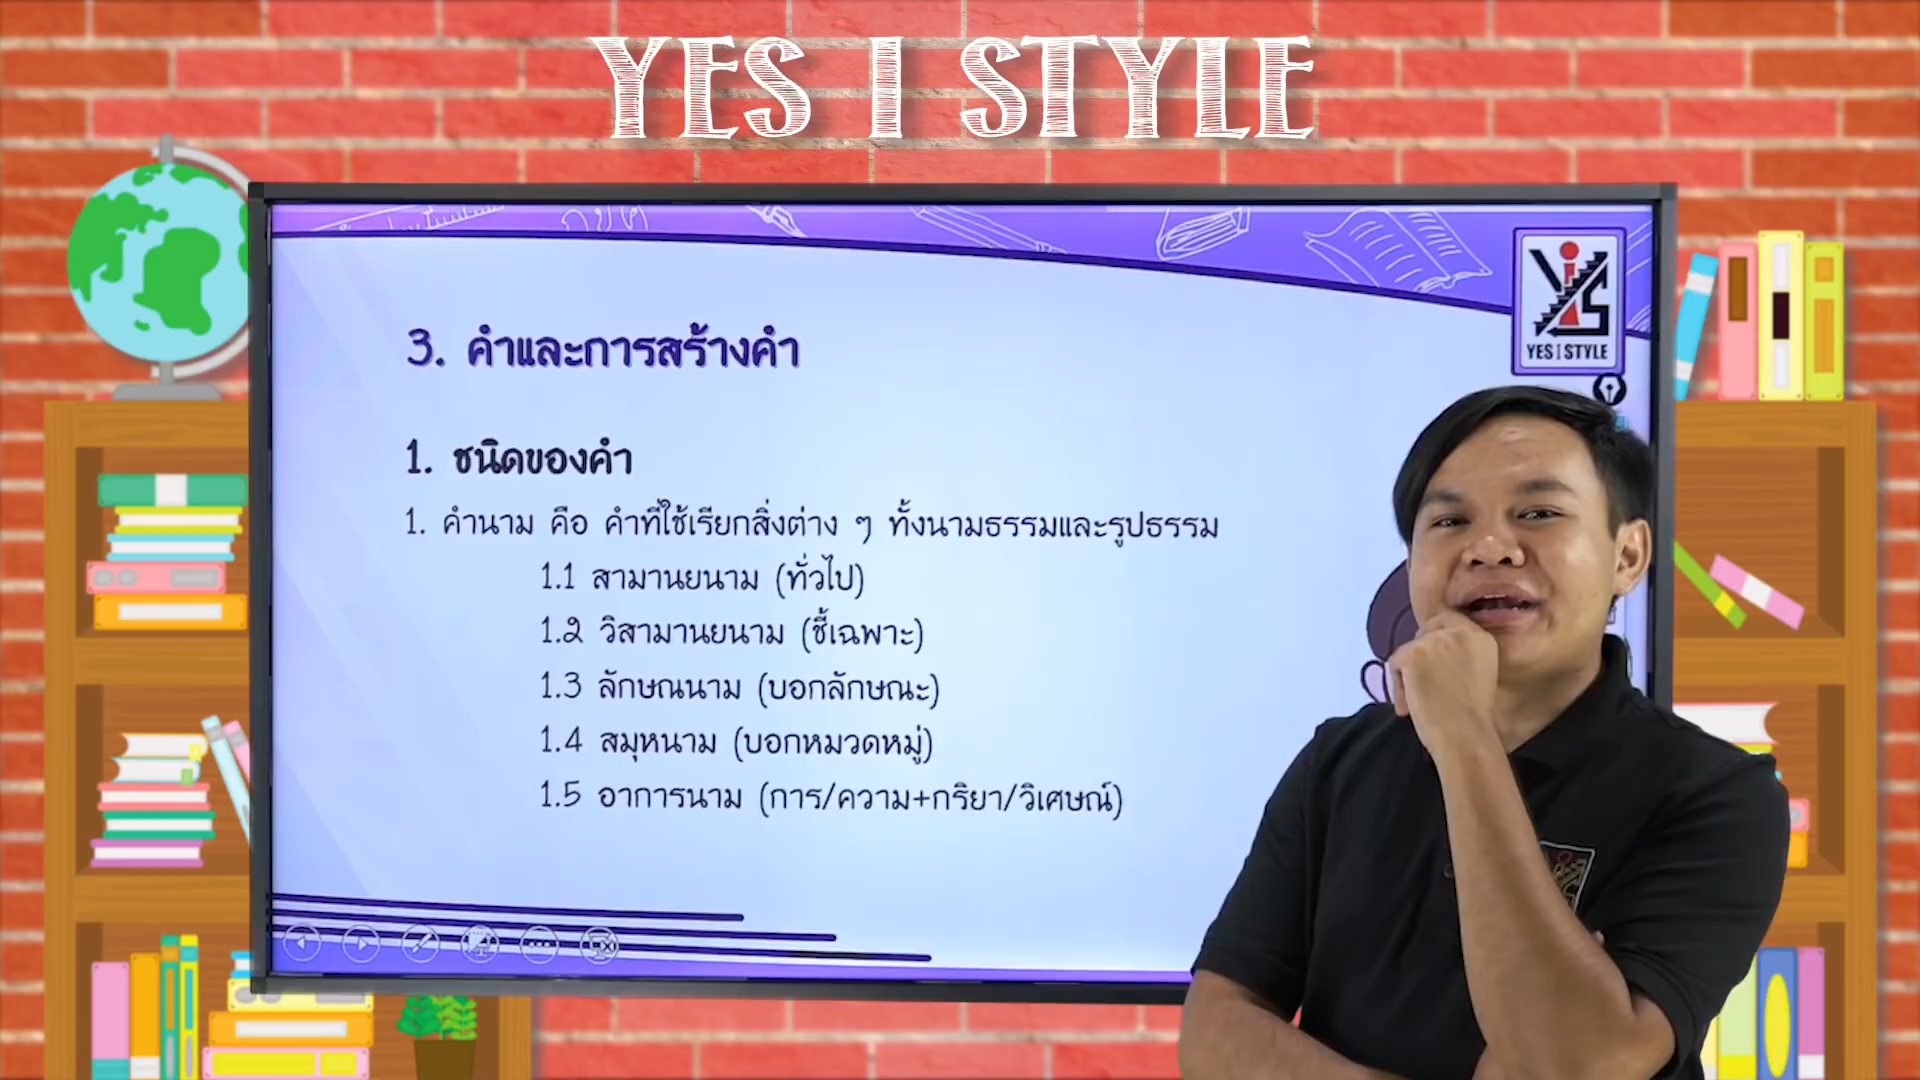 YES I STYLE
กขค
YES I STYLE
3. คำและการสร้างคำ
1. ชนิดของคำ
1. คำนาม คือ คำที่ใช้เรียกสิ่งต่าง ๆ ทั้งนามธรรมและรูปธรรม
1.1 สามานยนาม (ทั่วไป)
1.2 วิสามานยนาม (ชี้เฉพาะ)
1.3 ลักษณนาม (บอกลักษณะ)
1.4 สมุหนาม (บอกหมวดหมู่)
1.5 อาการนาม (การ/ความ+กริยา/วิเศษณ์)